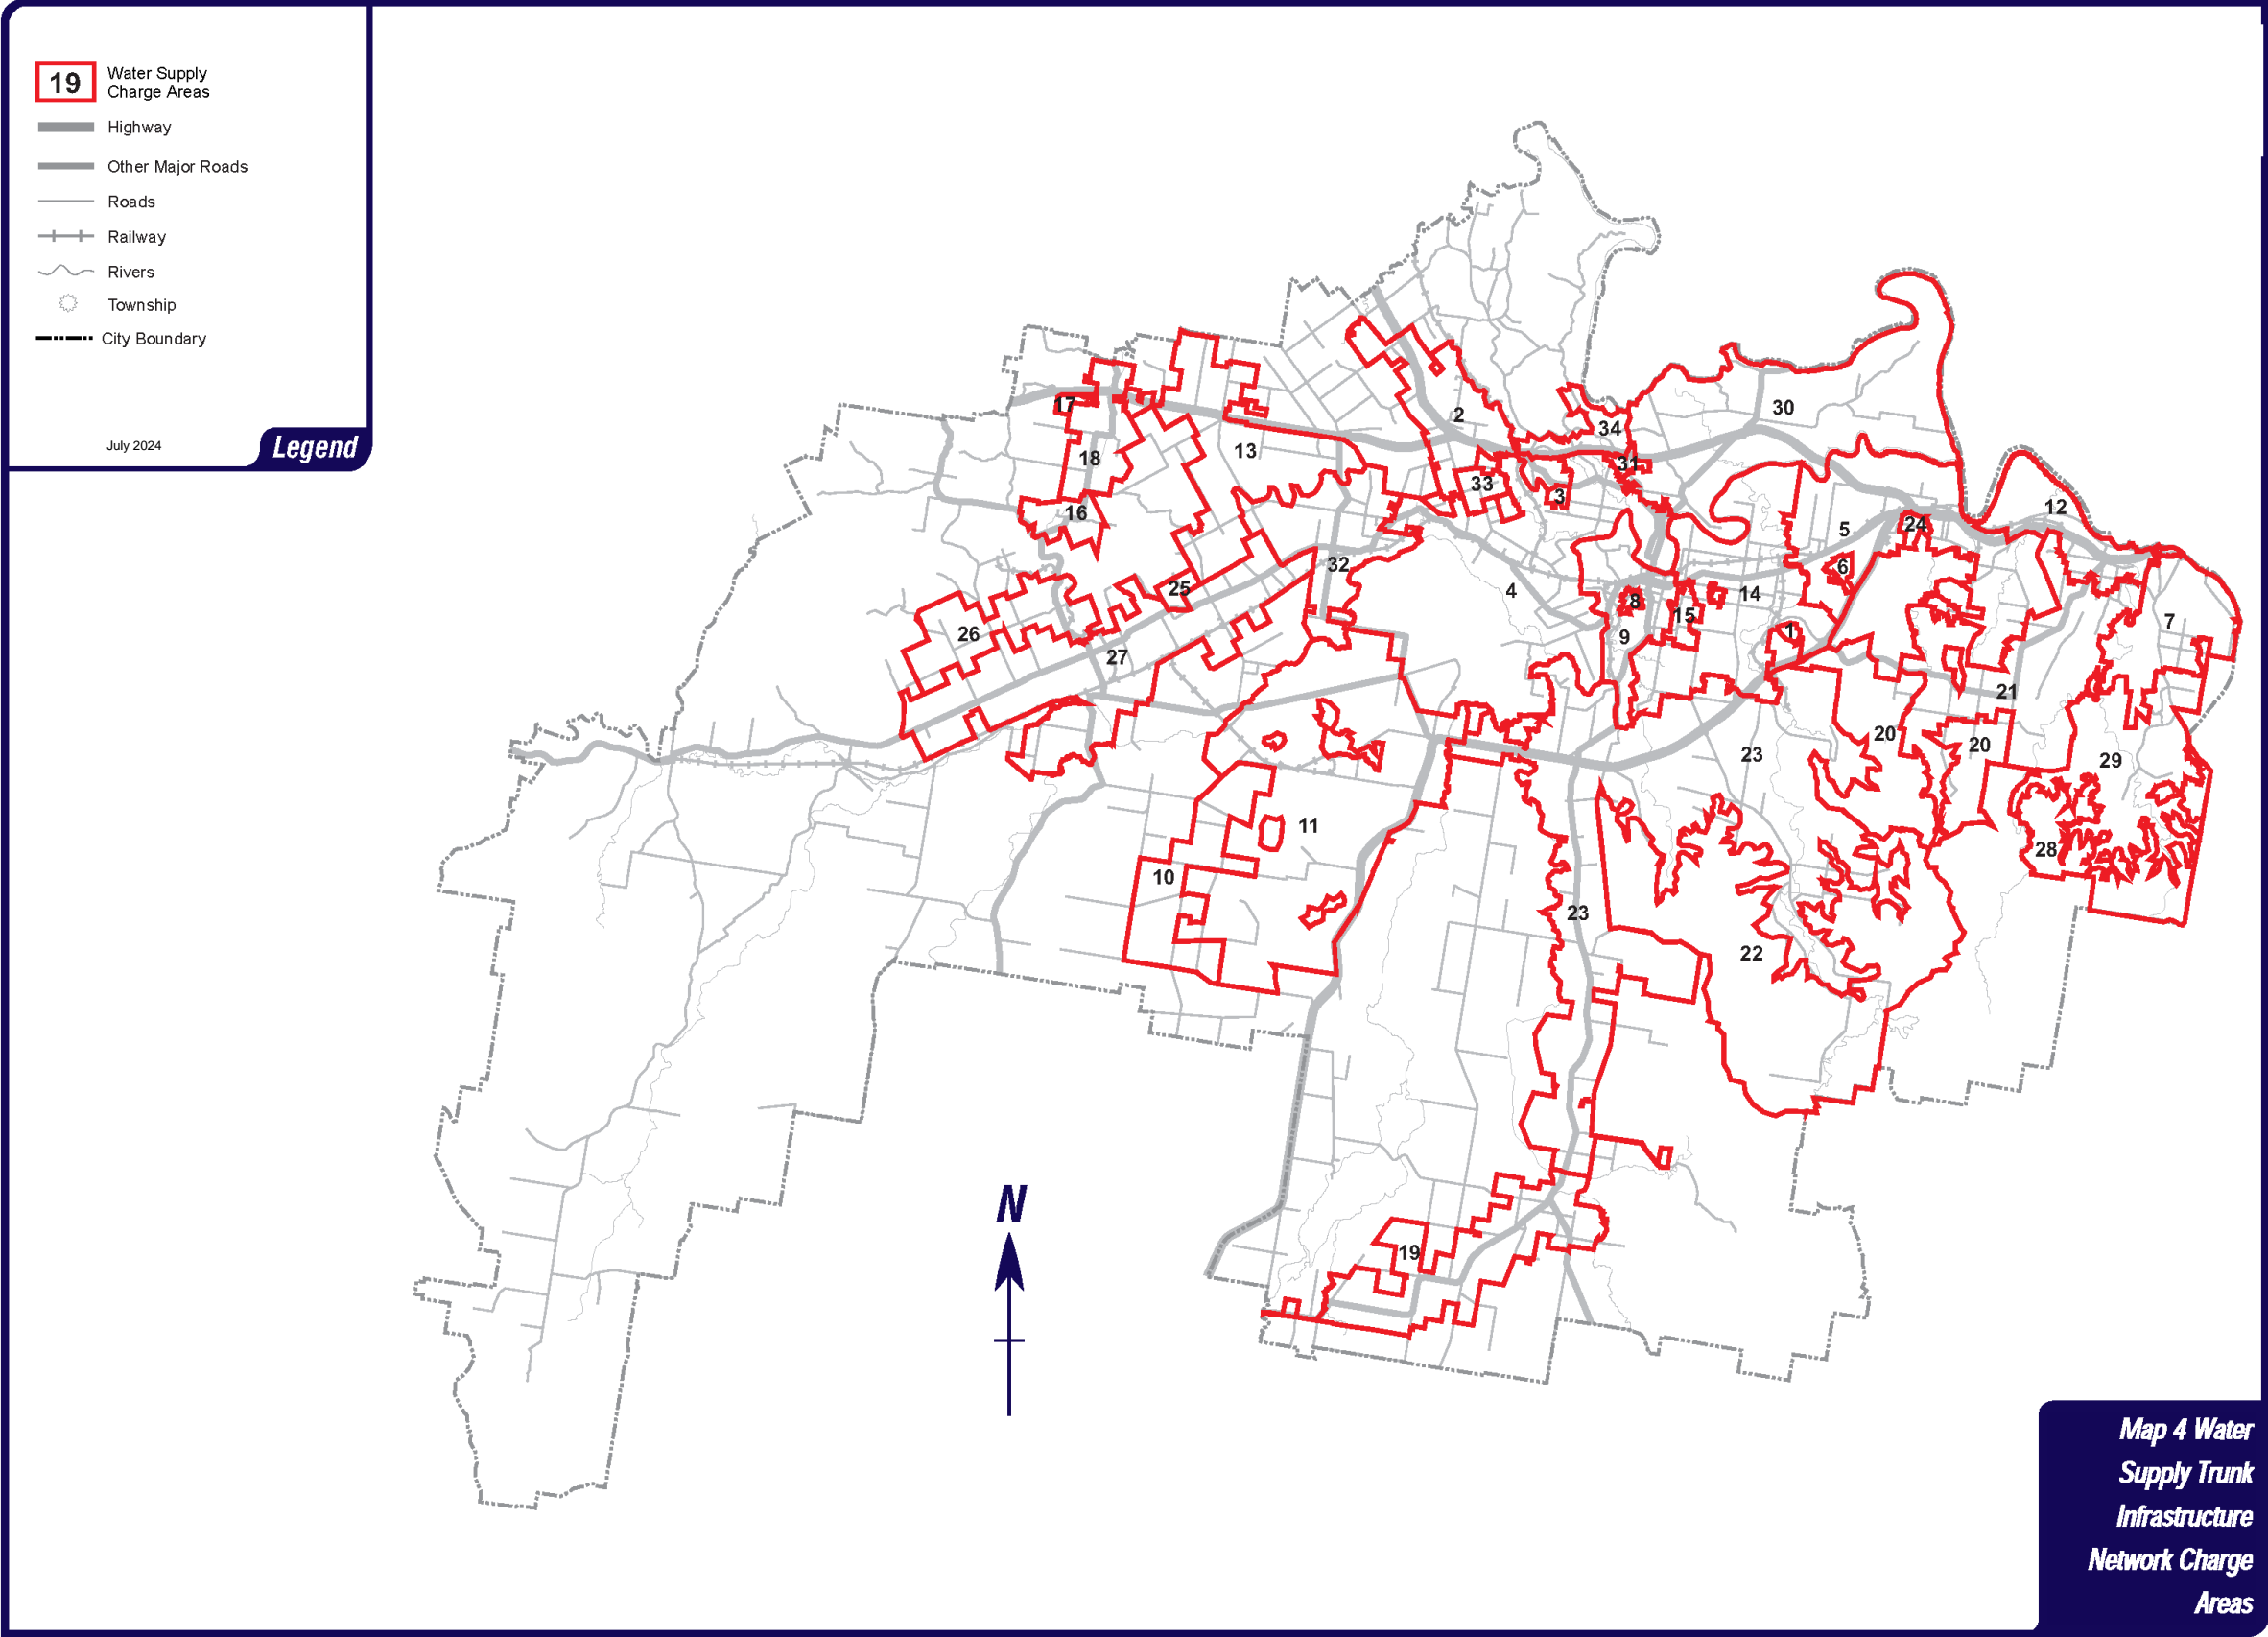 19
Water Supply
Charge Areas
Highway
Other Major Roads
Roads
Railway
Rivers
Township
City Boundary
July 2024
Legend
30
2
17
34
13
18
31
33
3
16
12
24
5
32
6
25
4
14
8
15
7
26
1
9
27
21
20
20
23
29
11
28
10
23
22
N
19
Map 4 Water
Supply Trunk
Infrastructure
Network Charge
Areas